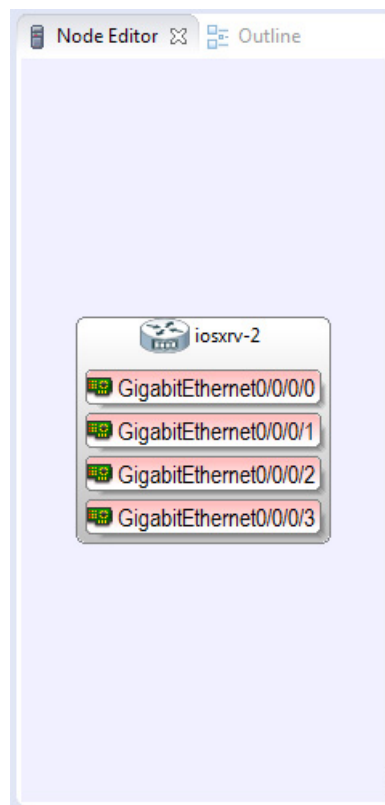 Node Editor Outline
iosxrv-2
GigabitEthernet0/0/0/0
GigabitEthernet0/0/0/1
GigabitEthernet0/0/0/2
GigabitEthernet0/0/0/3